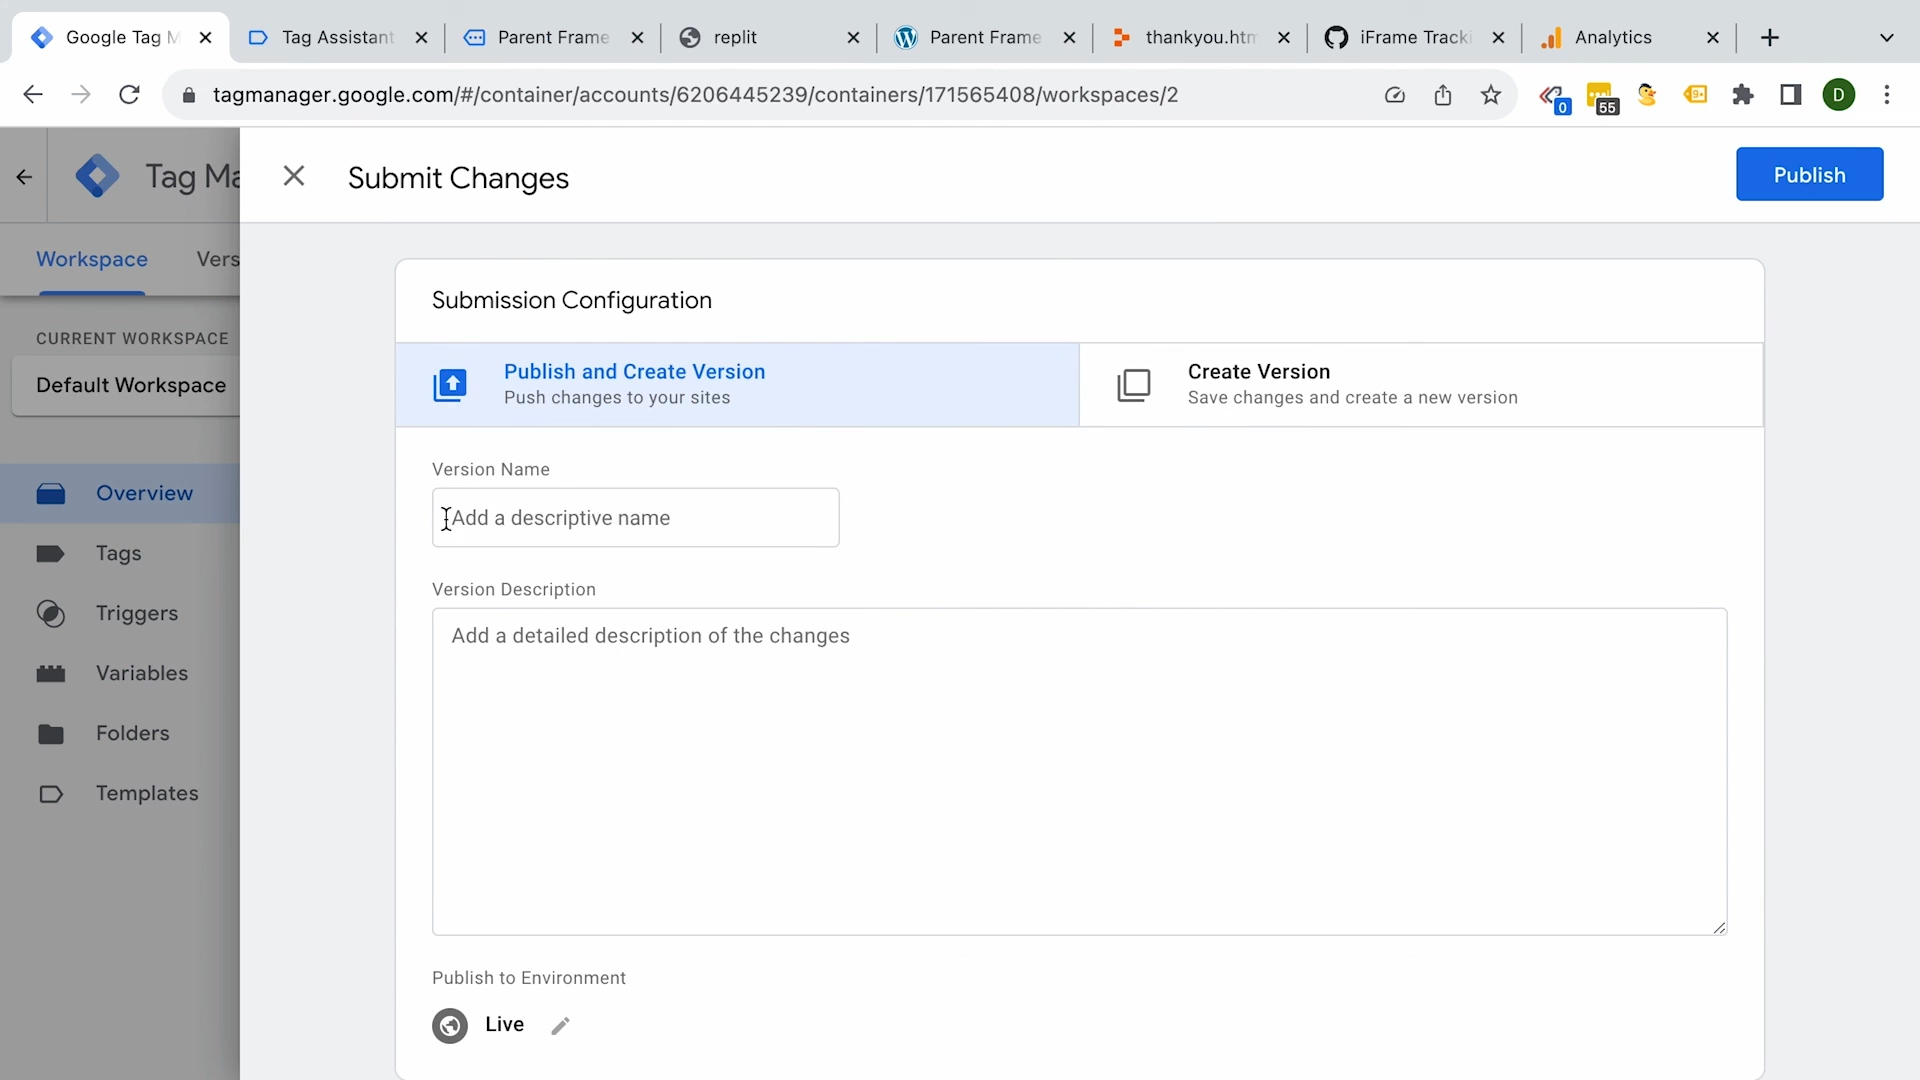 Google Tag M
Tag Assistant
Parent Frame
replit
Parent Frame
thankyou.htm
iFrame Tracki
Analytics
tagmanager.google.com/#/container/accounts/6206445239/containers/171565408/workspaces/2
0
55
9+
D
Tag Ma
Submit Changes
Publish
Workspace
Vers
Submission Configuration
CURRENT WORKSPACE
Default Workspace
Publish and Create Version
Push changes to your sites
Create Version
Save changes and create a new version
Version Name
Add a descriptive name
Overview
Tags
Triggers
Variables
Folders
Templates
Version Description
Add a detailed description of the changes
Publish to Environment
Live